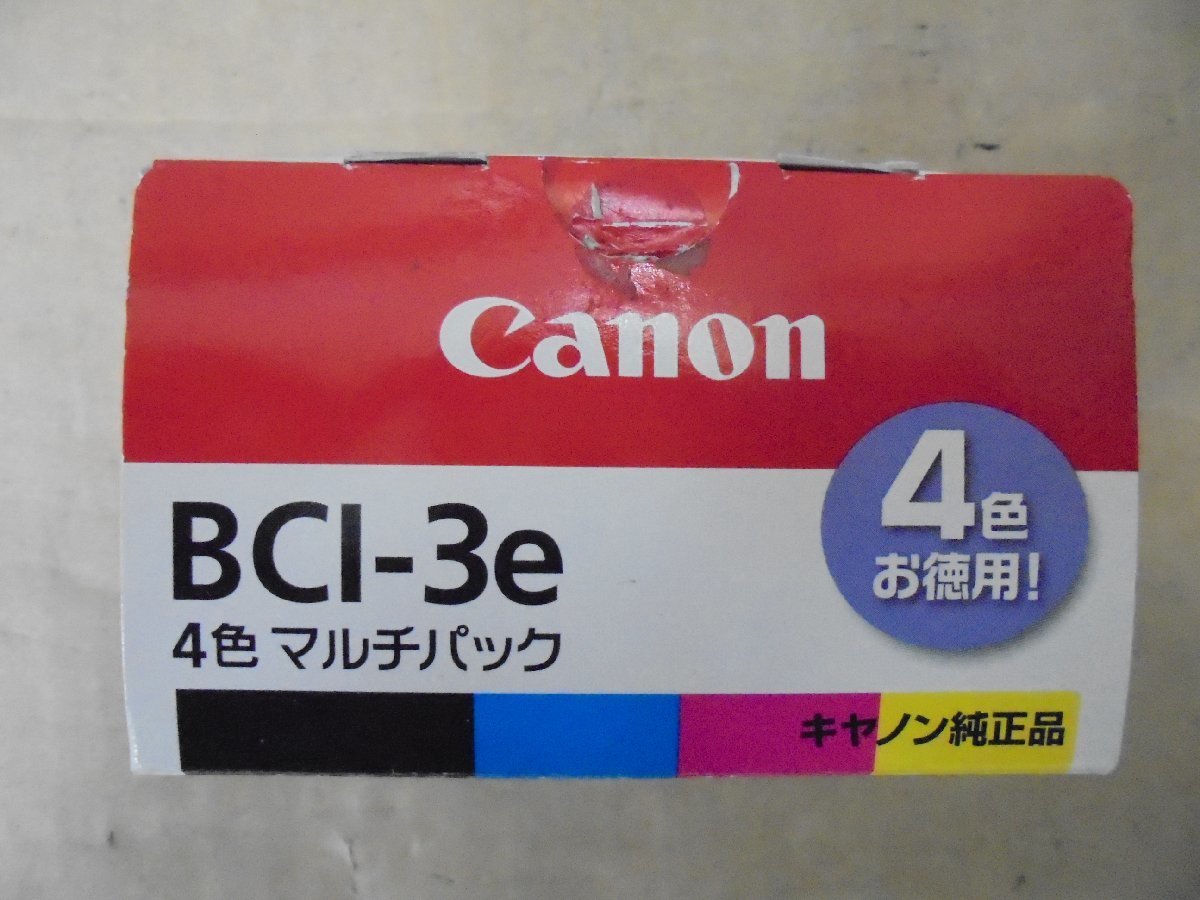 Canon
4色
お徳用!
BCI-3e
4色 マルチパック
キヤノン純正品